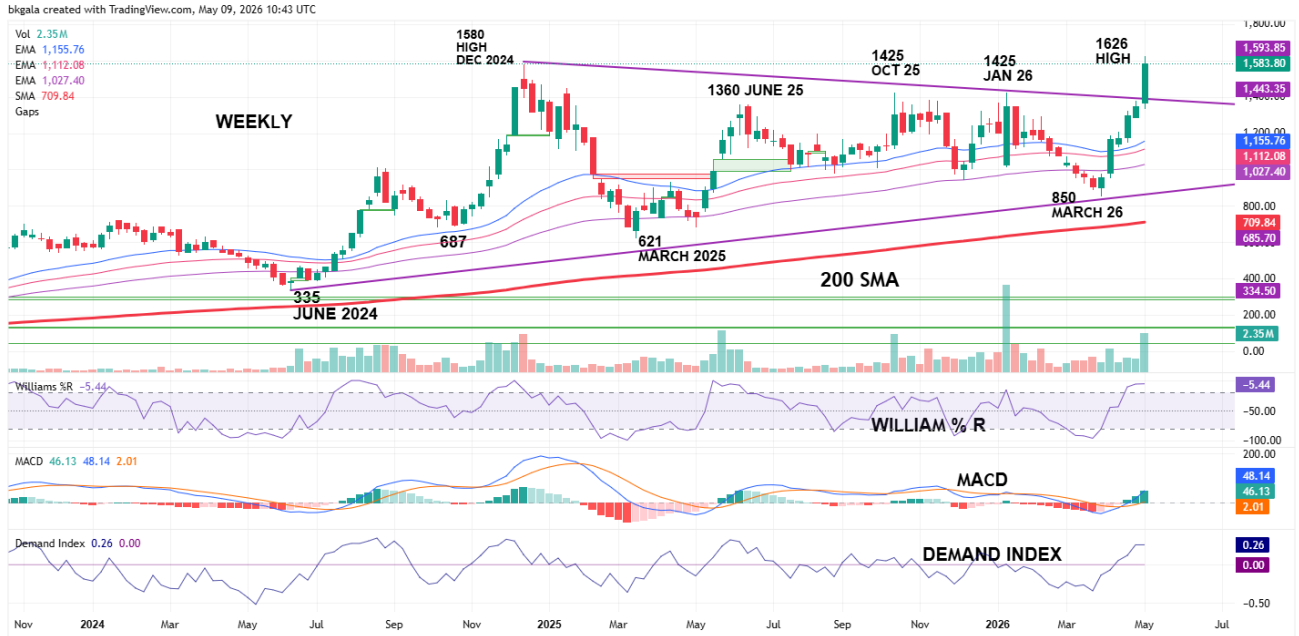 bkgala created with TradingView.com, May 09, 2026 10:43 UTC
Vol 2.35M
EMA 1,155.76
EMA 1,112.08
EMA 1,027.40
SMA 709.84
Gaps
WEEKLY
1580
HIGH
DEC 2024
1360 JUNE 25
1425
OCT 25
1425
JAN 26
1626
HIGH
687
621
MARCH 2025
850
MARCH 26
335
JUNE 2024
200 SMA
1,800.00
1,593.85
1,583.80
1,443.35
1,400.00
1,200.00
1,155.76
1,112.08
1,027.40
800.00
709.84
685.70
400.00
334.50
200.00
2.35M
0.00
Williams %R -5.44
WILLIAM % R
-5.44
-50.00
-100.00
MACD 46.13 48.14 2.01
MACD
200.00
48.14
46.13
2.01
Demand Index 0.26 0.00
DEMAND INDEX
0.26
0.00
-0.50
Nov 2024 Mar May Jul Sep Nov 2025 Mar May Jul Sep Nov 2026 Mar May Jul